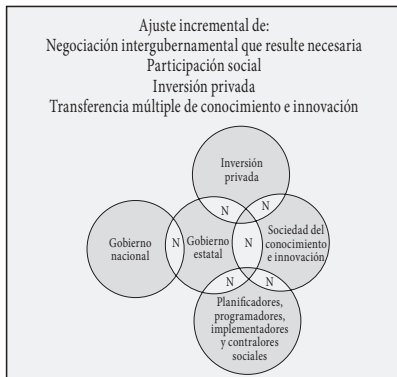 Ajuste incremental de:
Negociación intergubernamental que resulte necesaria
Participación social
Inversión privada
Transferencia múltiple de conocimiento e innovación
Inversión
privada
N
N
Gobierno
nacional
N
Gobierno
estatal
N
Sociedad del
conocimiento
e innovación
N
N
Planificadores,
programadores,
implementadores
y contralores
sociales